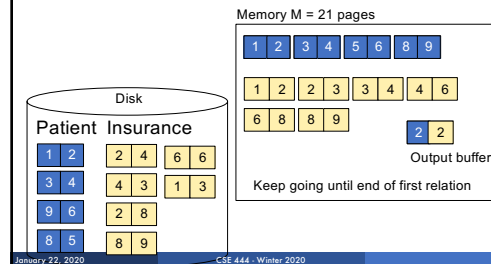 Memory M = 21 pages
1 2 3 4 5 6 8 9
1 2 2 3 3 4 4 6
6 8 8 9
2 2
Output buffer
Keep going until end of first relation
Disk
Patient Insurance
1 2 2 4 6 6
3 4 4 3 1 3
9 6 2 8
8 5 8 9
January 22, 2020 CSE 444 - Winter 2020